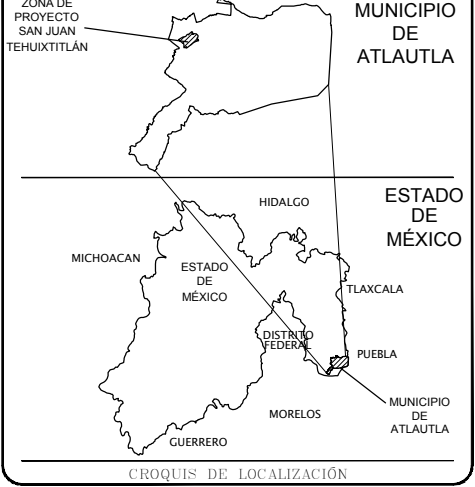 ZONA DE
PROYECTO
SAN JUAN
TEHUIXTITLÁN
MUNICIPIO
DE
ATLAUTLA
ESTADO
DE
MÉXICO
HIDALGO
MICHOACAN
ESTADO
DE
MÉXICO
TLAXCALA
DISTRITO
FEDERAL
PUEBLA
MUNICIPIO
DE
ATLAUTLA
MORELOS
GUERRERO
CROQUIS DE LOCALIZACIÓN